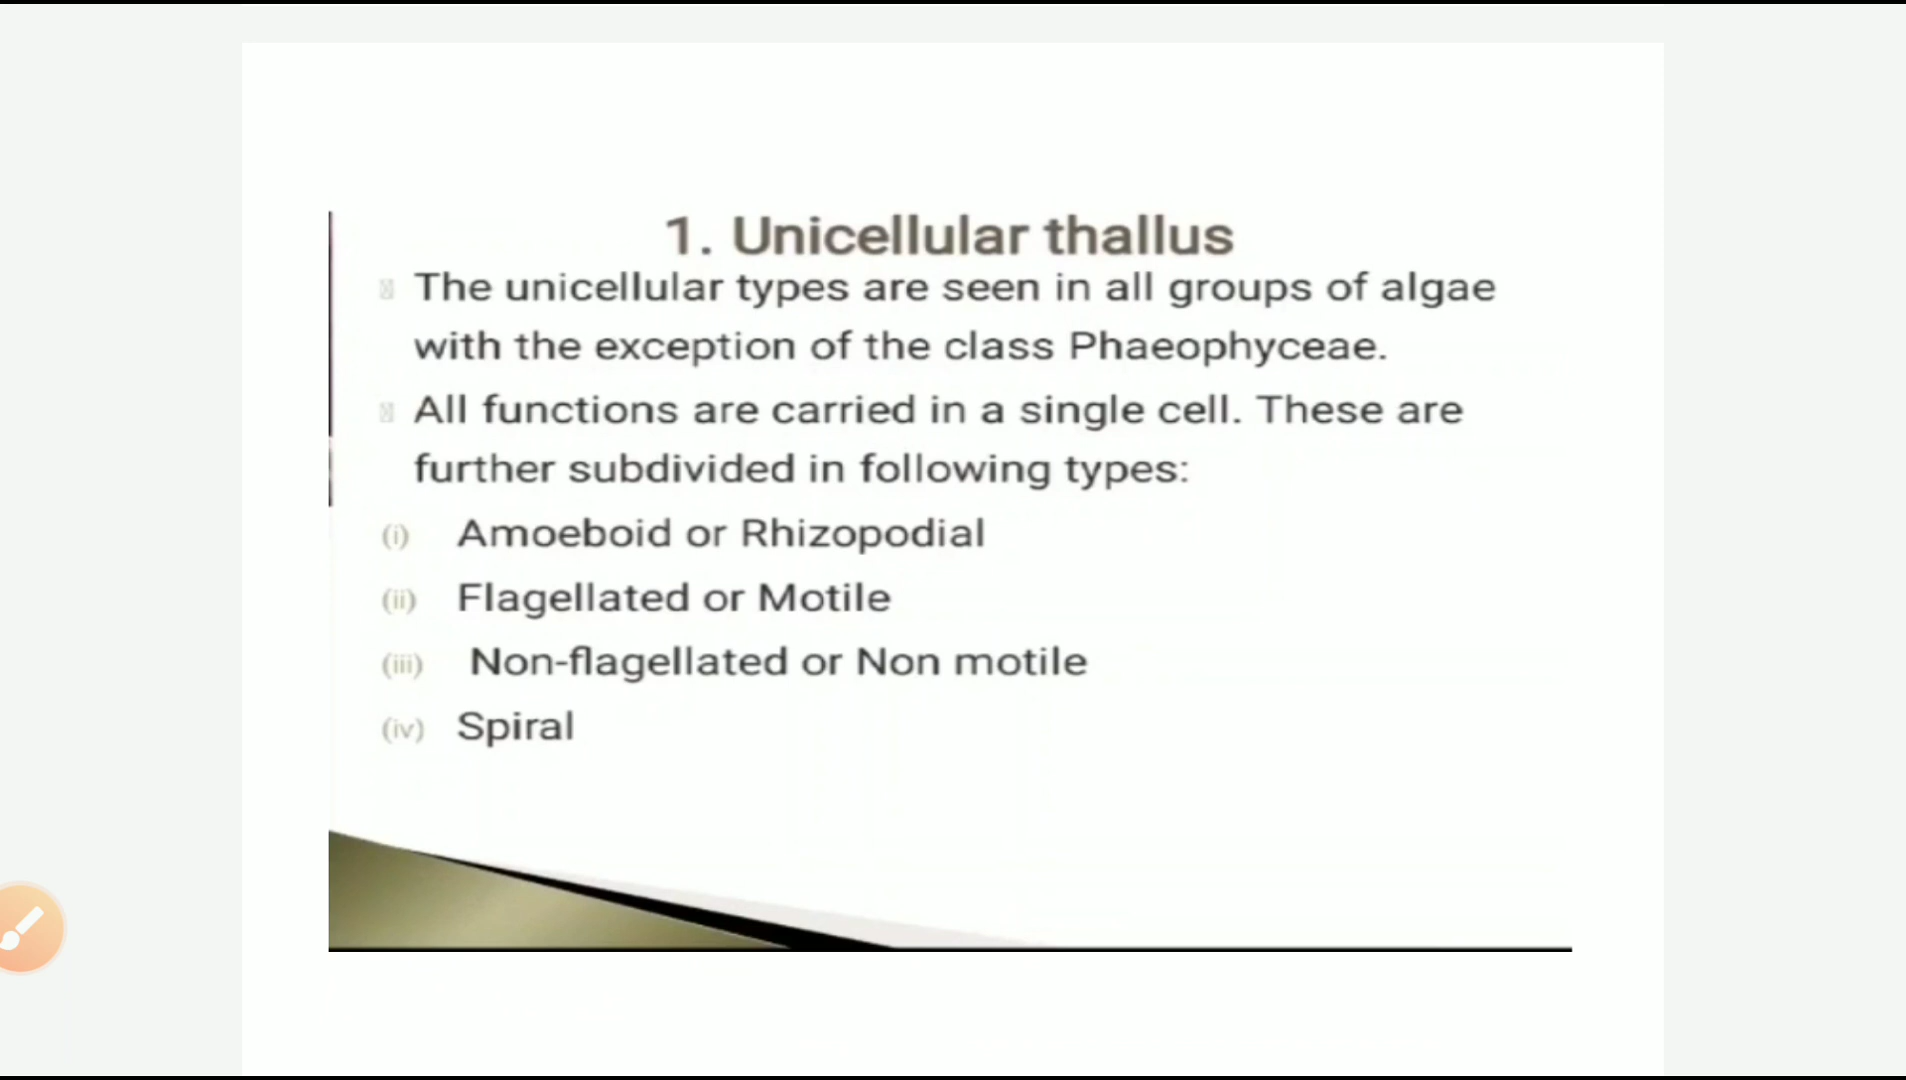 1. Unicellular thallus
The unicellular types are seen in all groups of algae
with the exception of the class Phaeophyceae.
All functions are carried in a single cell. These are
further subdivided in following types:
(i) Amoeboid or Rhizopodial
(ii) Flagellated or Motile
(iii) Non-flagellated or Non motile
(iv) Spiral